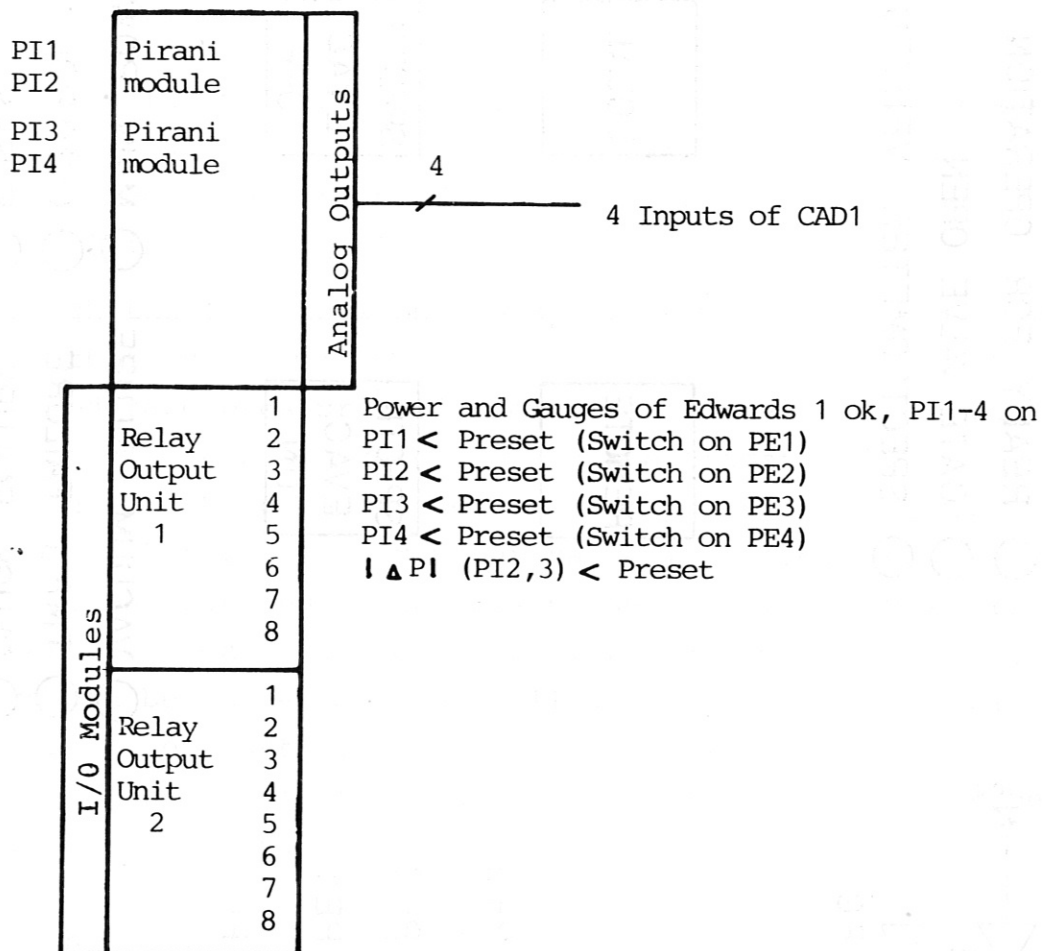 PI1 Pirani
PI2 module
PI3 Pirani
PI4 module
Analog Outputs
4
4 Inputs of CAD1
I/O Modules
1 Power and Gauges of Edwards 1 ok, PI1-4 on
Relay 2 PI1 < Preset (Switch on PE1)
Output 3 PI2 < Preset (Switch on PE2)
Unit 4 PI3 < Preset (Switch on PE3)
1 5 PI4 < Preset (Switch on PE4)
6 |ΔP| (PI2,3) < Preset
7
8
1
Relay 2
Output 3
Unit 4
2 5
6
7
8